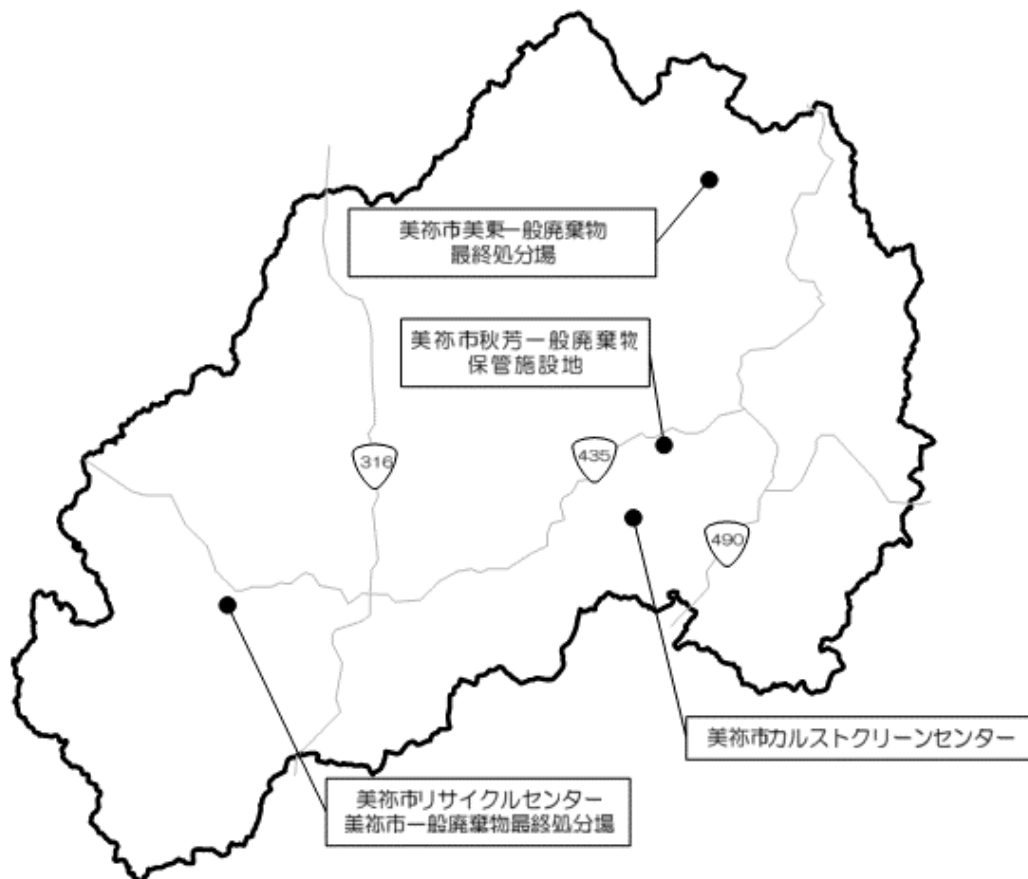 美祢市美東一般廃棄物
最終処分場
美祢市秋芳一般廃棄物
保管施設地
316
435
490
美祢市カルストクリーンセンター
美祢市リサイクルセンター
美祢市一般廃棄物最終処分場